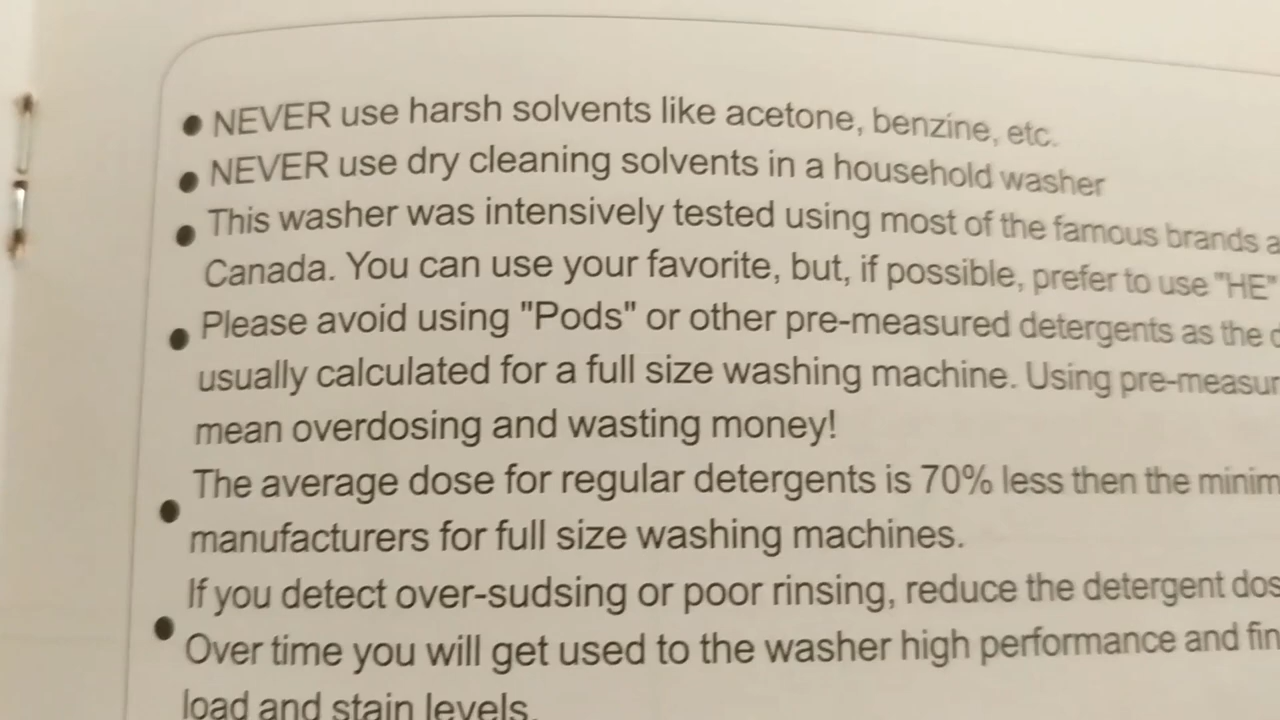 ● NEVER use harsh solvents like acetone, benzine, etc.
● NEVER use dry cleaning solvents in a household washer
● This washer was intensively tested using most of the famous brands
Canada. You can use your favorite, but, if possible, prefer to use "HE"
● Please avoid using "Pods" or other pre-measured detergents as the
usually calculated for a full size washing machine. Using
mean overdosing and wasting money!
● The average dose for regular detergents is 70% less then the
manufacturers for full size washing machines.
● If you detect over-sudsing or poor rinsing, reduce the detergent
Over time you will get used to the washer high performance and
load and stain levels.